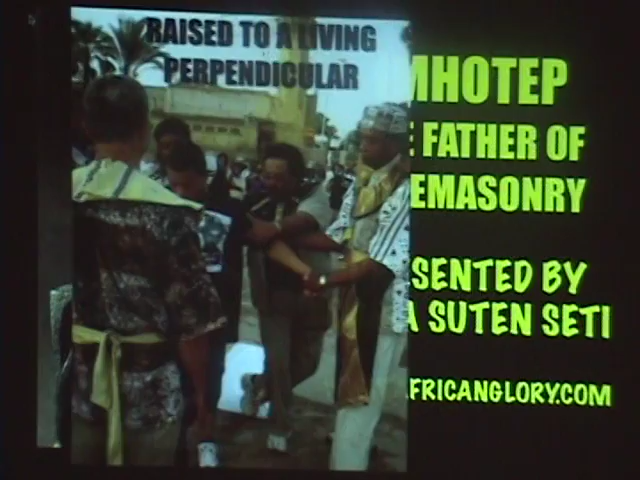 RAISED TO A LIVING
PERPENDICULAR
MHOTEP
FATHER OF
EMASONRY
SENTED BY
A SUTEN SETI
FRICANGLORY.COM